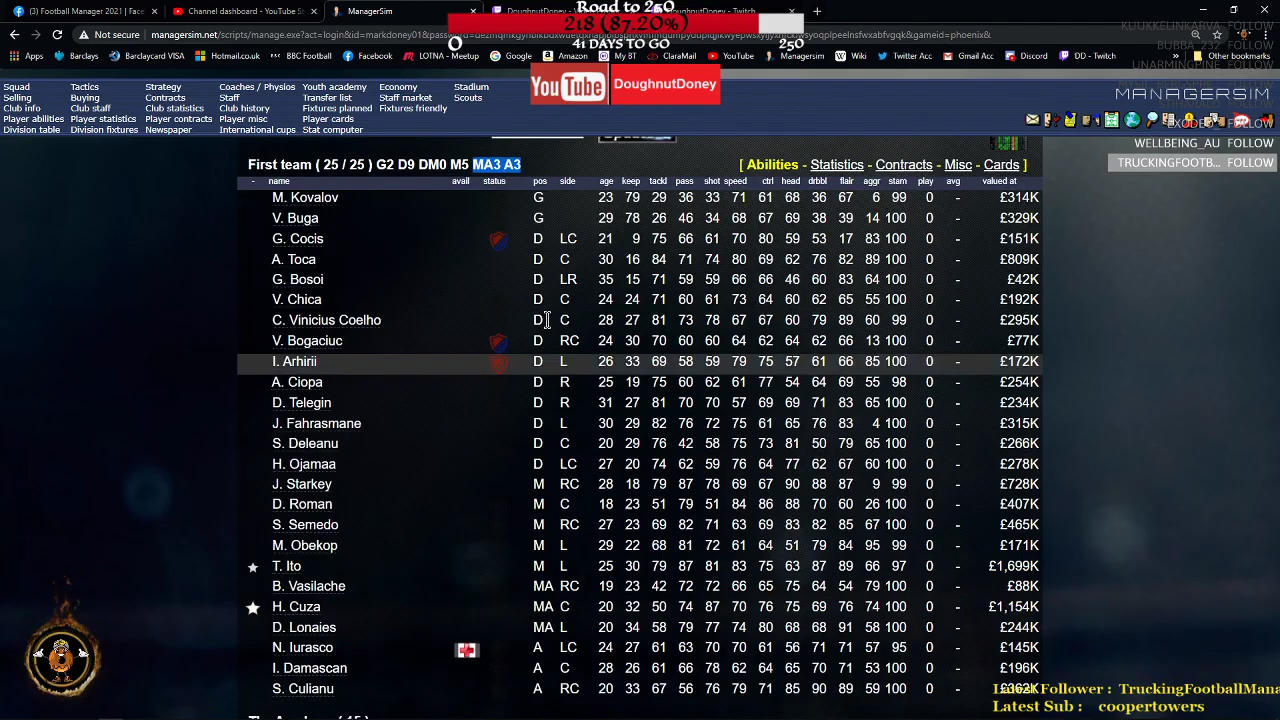 (3) Football Manager 2021 | Face
Channel dashboard - YouTube St
ManagerSim
DoughnutDoney - Twitch
Road to 250
218 (87.20%)
0
41 DAYS TO GO
250
Not secure
Apps
Barclays
BarclaycardVISA
Hotmail.co.uk
Facebook
Google
Amazon
My BT
ClaraMail
YouTube
Managersim
Wiki
Twitter Acc
Gmail Acc
Discord
DD - Twitch
Other bookmarks
YouTube DoughnutDoney
KUUKKELINKARVA FOLLOW
BUBBA_232 FOLLOW
UNARMINGPINE FOLLOW
FOLLOW
WELLBEING_AU FOLLOW
TRUCKINGFOOTB... FOLLOW
MANAGERSIM
Squad Tactics Strategy Coaches / Physios Youth academy Economy Stadium
Selling Buying Contracts Staff Transfer list Staff market Scouts
Club info Club staff Club statistics Club history Fixtures planned Fixtures friendly
Player abilities Player statistics Player contracts Player misc Player cards
Division table Division fixtures Newspaper International cups Stat computer
First team ( 25 / 25 ) G2 D9 DM0 M5 MA3 A3
[ Abilities - Statistics - Contracts - Misc - Cards ]
- name avail status pos side age keep tackl pass shot speed ctrl head drbbl flair aggr stam play avg valued at
M. Kovalov G 23 79 29 36 33 71 61 68 36 67 6 99 0 - £314K
V. Buga G 29 78 26 46 34 68 67 69 38 39 14 100 0 - £329K
G. Cocis D LC 21 9 75 66 61 70 80 59 53 17 83 100 0 - £151K
A. Toca D C 30 16 84 71 74 80 69 62 76 82 89 100 0 - £809K
G. Bosoi D LR 35 15 71 59 59 66 66 46 60 83 64 100 0 - £42K
V. Chica D C 24 24 71 60 61 73 64 60 62 65 55 100 0 - £192K
C. Vinicius Coelho D C 28 27 81 73 78 67 67 60 79 89 60 99 0 - £295K
V. Bogaciuc D RC 24 30 70 60 60 64 62 64 62 66 13 100 0 - £77K
I. Arhirii D L 26 33 69 58 59 79 75 57 61 66 85 100 0 - £172K
A. Ciopa D R 25 19 75 60 62 61 77 54 64 69 55 98 0 - £254K
D. Telegin D R 31 27 81 70 70 57 69 69 71 83 65 100 0 - £234K
J. Fahrasmane D L 30 29 82 76 72 75 61 65 76 83 4 100 0 - £315K
S. Deleanu D C 20 29 76 42 58 75 73 81 50 79 65 100 0 - £266K
H. Ojamaa D LC 27 20 74 62 59 76 64 77 62 67 60 100 0 - £278K
J. Starkey M RC 28 18 79 87 81 69 67 90 88 87 9 99 0 - £728K
D. Roman M C 18 23 51 79 51 84 86 88 70 60 26 100 0 - £407K
S. Semedo M RC 27 23 69 82 71 63 69 83 82 85 27 100 0 - £465K
M. Obekop M L 29 22 68 81 72 61 64 51 79 84 95 99 0 - £171K
T. Ito M L 25 30 79 87 81 83 75 63 87 89 66 97 0 - £1,699K
B. Vasilache MA RC 19 23 42 72 72 66 65 75 64 54 79 100 0 - £88K
H. Cuza MA C 20 32 50 74 87 70 76 75 69 76 74 100 0 - £1,154K
D. Lonaies MA L 20 34 58 79 77 74 80 68 68 91 58 100 0 - £244K
N. Iurasco A LC 24 27 61 63 70 70 61 56 71 71 57 95 0 - £145K
I. Damascan A C 28 26 61 66 78 62 64 65 70 71 53 100 0 - £196K
S. Culianu A RC 20 33 67 56 76 79 71 85 90 89 59 100 0 -
Latest Follower : TruckingFootballMana
Latest Sub : coopertowers